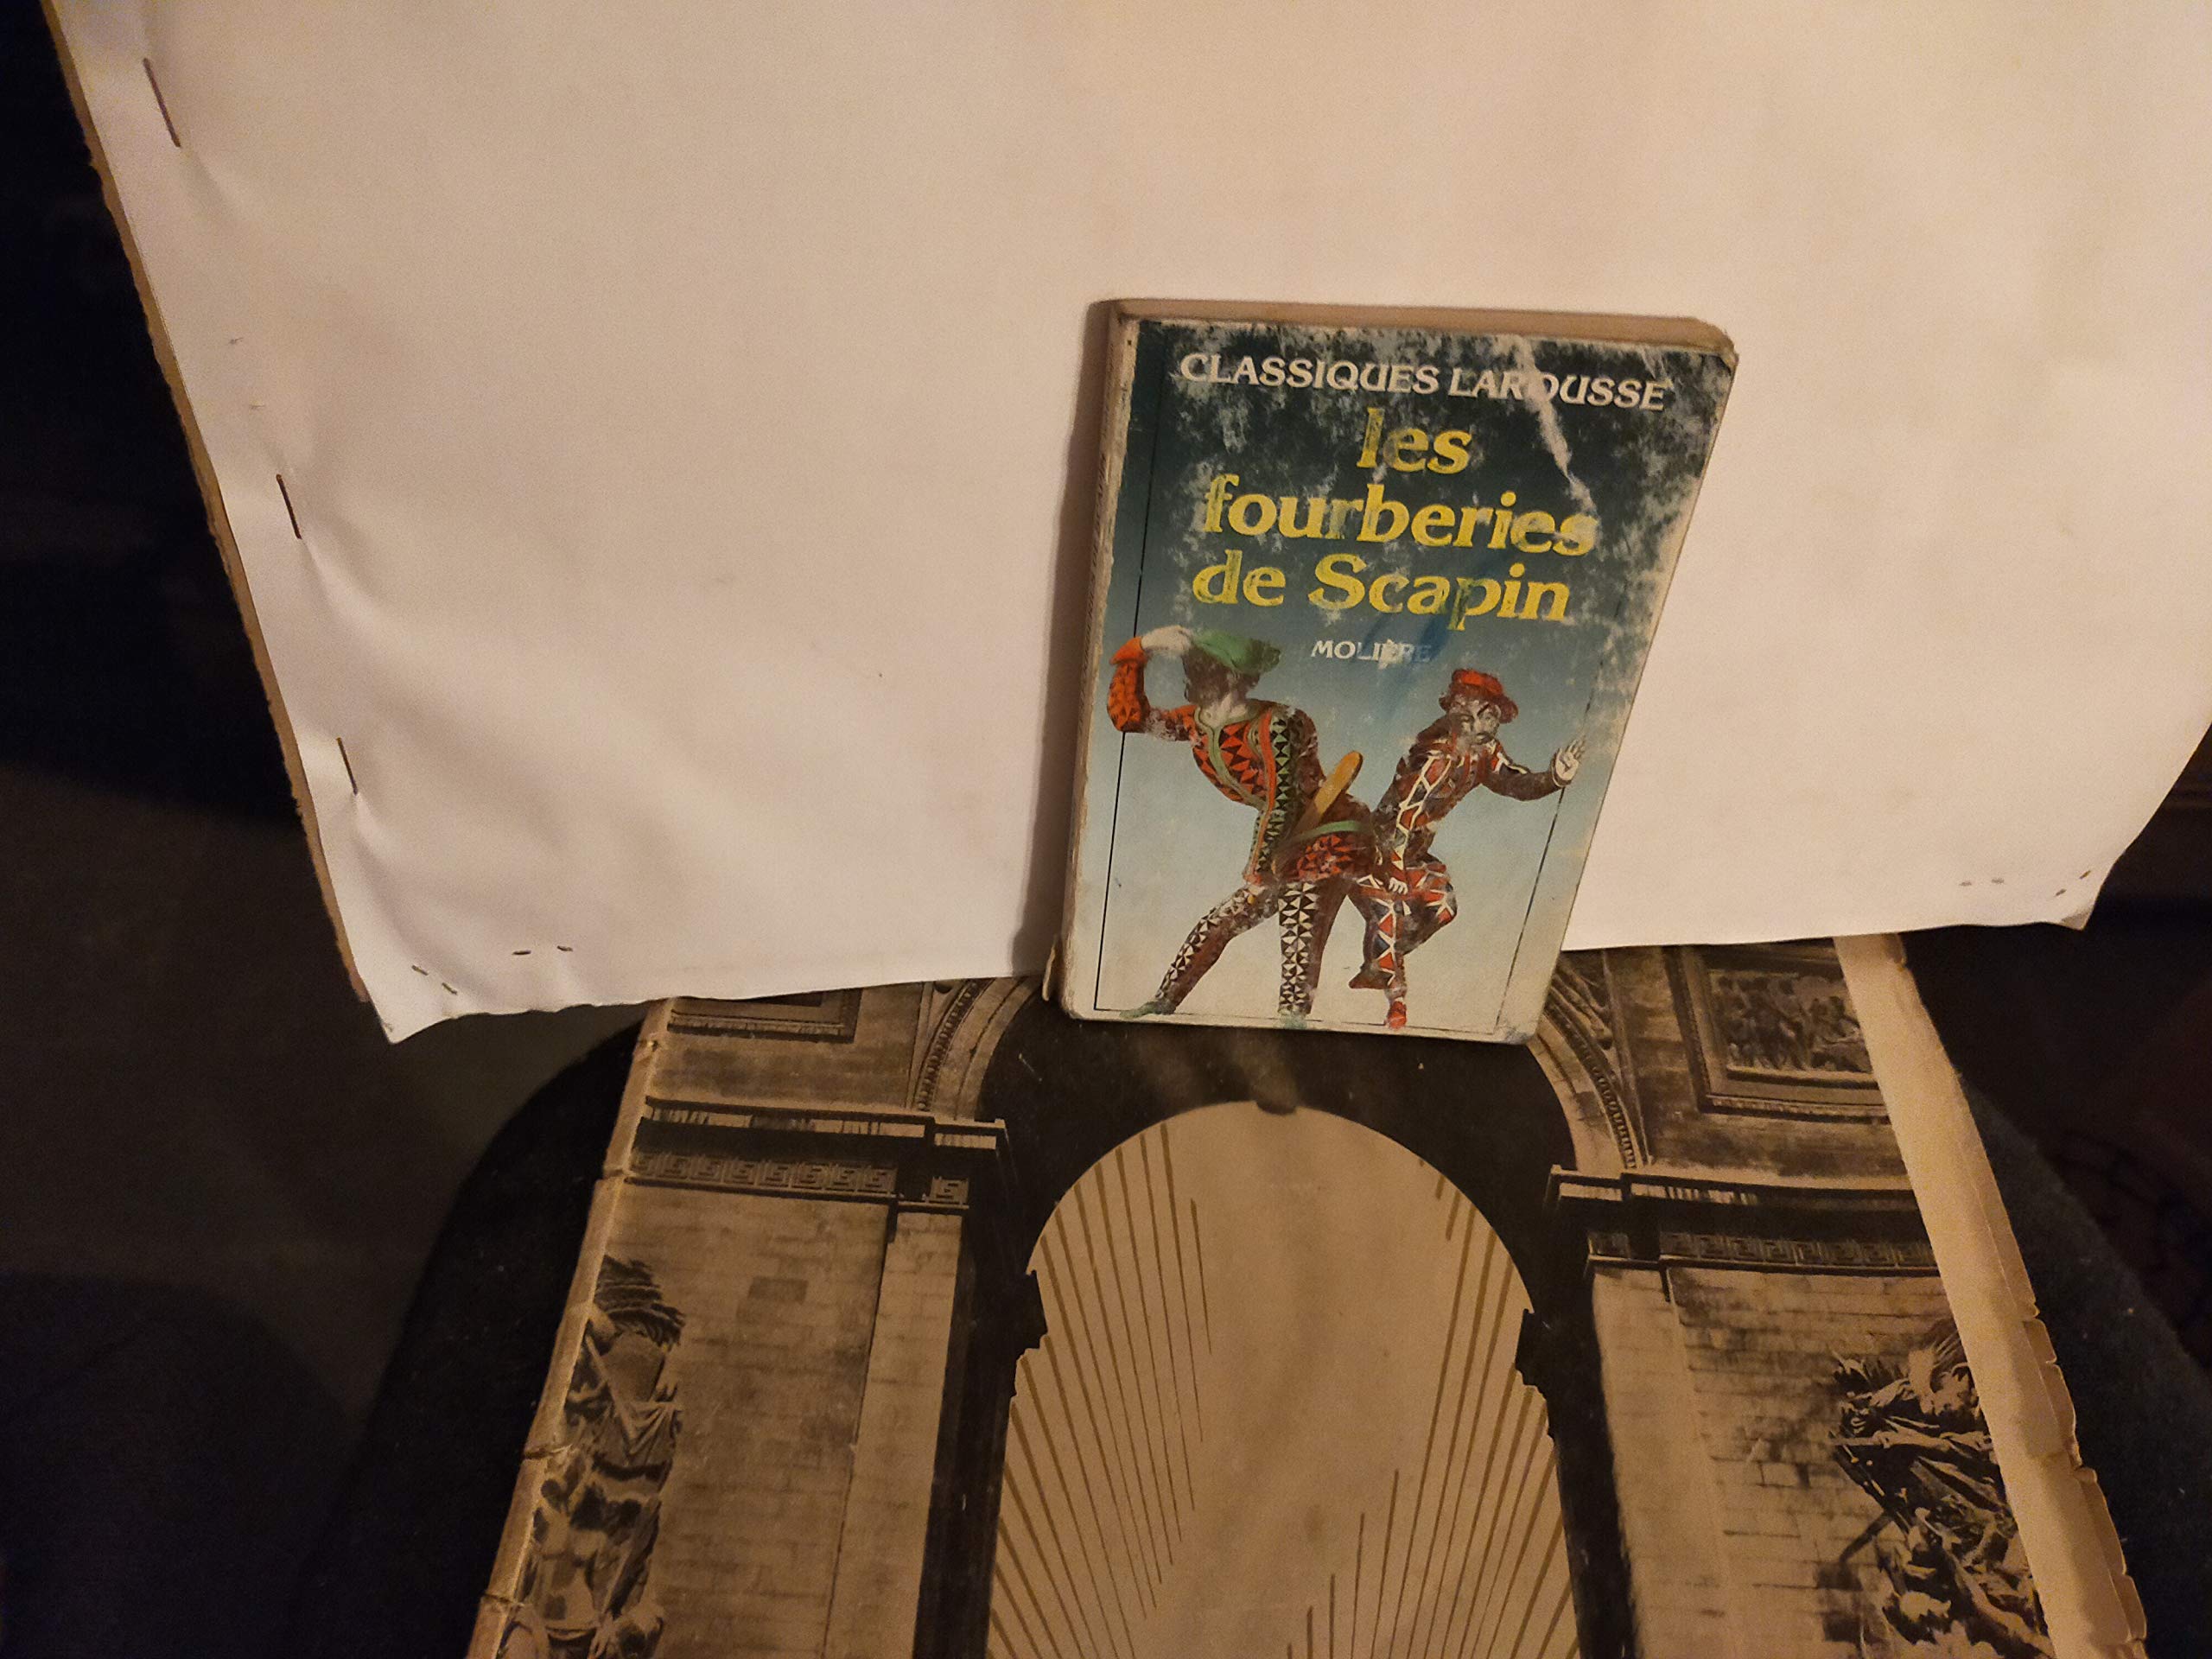 CLASSIQUES LAROUSSE
les
fourberies
de Scapin
MOLIÈRE